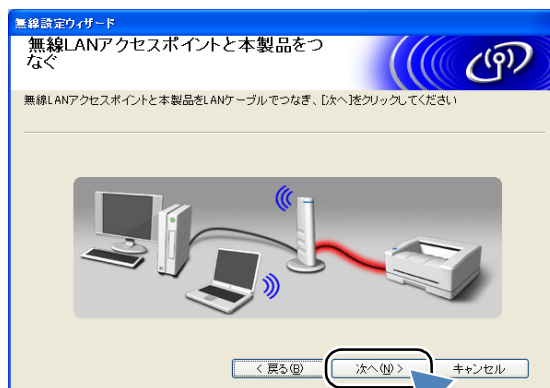 無線設定ウィザード
無線LANアクセスポイントと本製品をつ
なぐ
無線LANアクセスポイントと本製品をLANケーブルでつなぎ、[次へ]をクリックしてください
< 戻る(B)
次へ(N) >
キャンセル